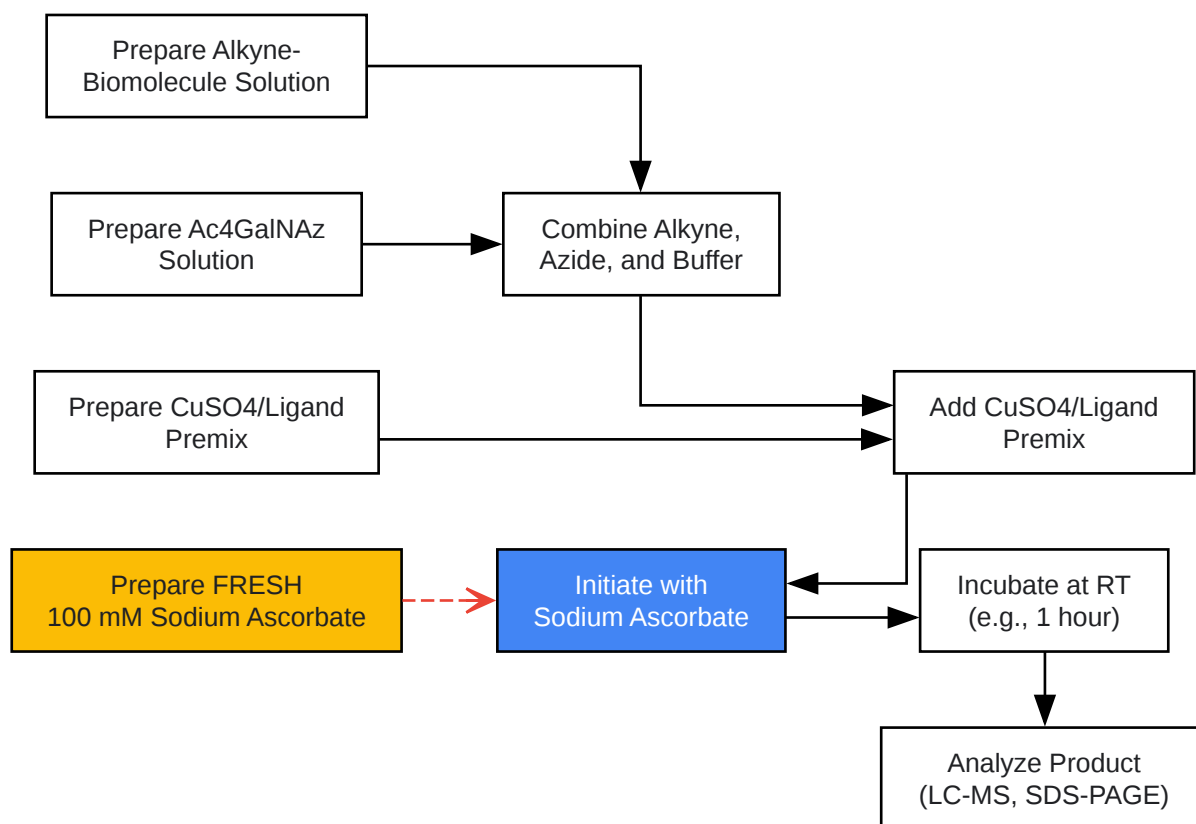 Prepare Alkyne-
Biomolecule Solution
Prepare Ac4GalNAz
Solution
Combine Alkyne,
Azide, and Buffer
Prepare CuSO4/Ligand
Premix
Add CuSO4/Ligand
Premix
Prepare FRESH
100 mM Sodium Ascorbate
Initiate with
Sodium Ascorbate
Incubate at RT
(e.g., 1 hour)
Analyze Product
(LC-MS, SDS-PAGE)